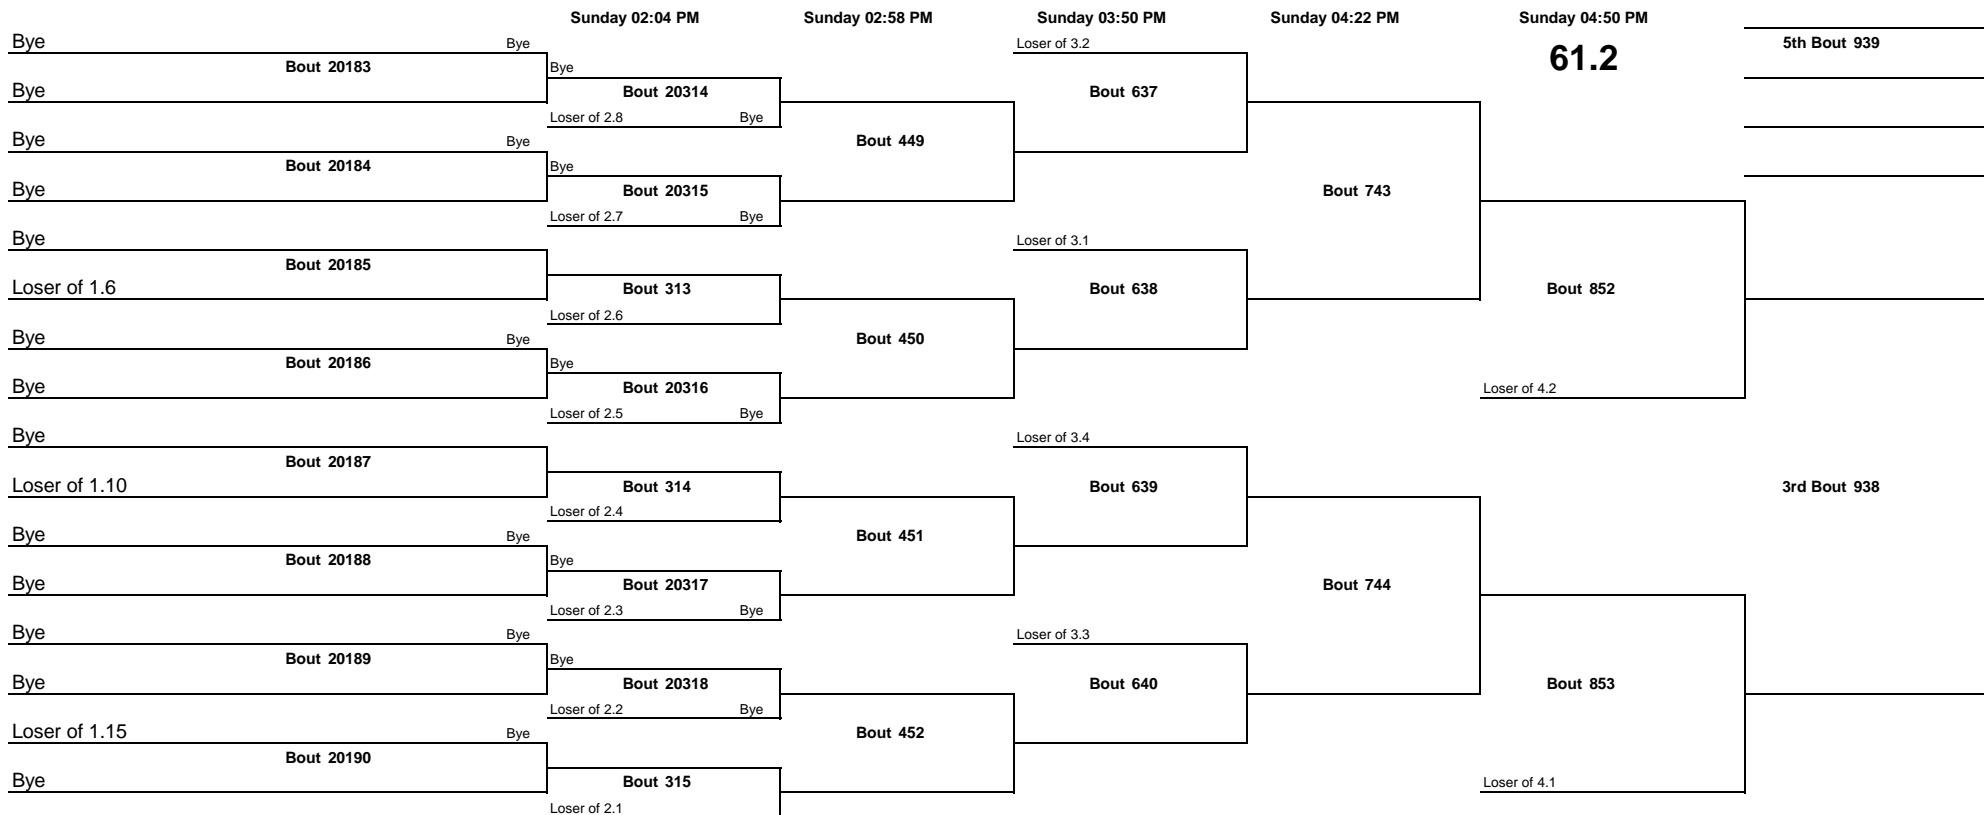 Sunday 02:04 PM Sunday 02:58 PM Sunday 03:50 PM Sunday 04:22 PM Sunday 04:50 PM
Bye Bye Loser of 3.2 61.2 5th Bout 939
Bout 20183 Bye
Bye Bout 20314 Bout 637
Loser of 2.8 Bye
Bye Bye Bout 449
Bout 20184 Bye
Bye Bout 20315 Bout 743
Loser of 2.7 Bye
Bye Loser of 3.1
Bout 20185
Loser of 1.6 Bout 313 Bout 638 Bout 852
Loser of 2.6
Bye Bye Bout 450
Bout 20186 Bye
Bye Bout 20316 Loser of 4.2
Loser of 2.5 Bye
Bye Loser of 3.4
Bout 20187
Loser of 1.10 Bout 314 Bout 639 3rd Bout 938
Loser of 2.4
Bye Bye Bout 451
Bout 20188 Bye
Bye Bout 20317 Bout 744
Loser of 2.3 Bye
Bye Bye Loser of 3.3
Bout 20189 Bye
Bye Bout 20318 Bout 640 Bout 853
Loser of 2.2 Bye
Loser of 1.15 Bye Bout 452
Bout 20190
Bye Bout 315 Loser of 4.1
Loser of 2.1